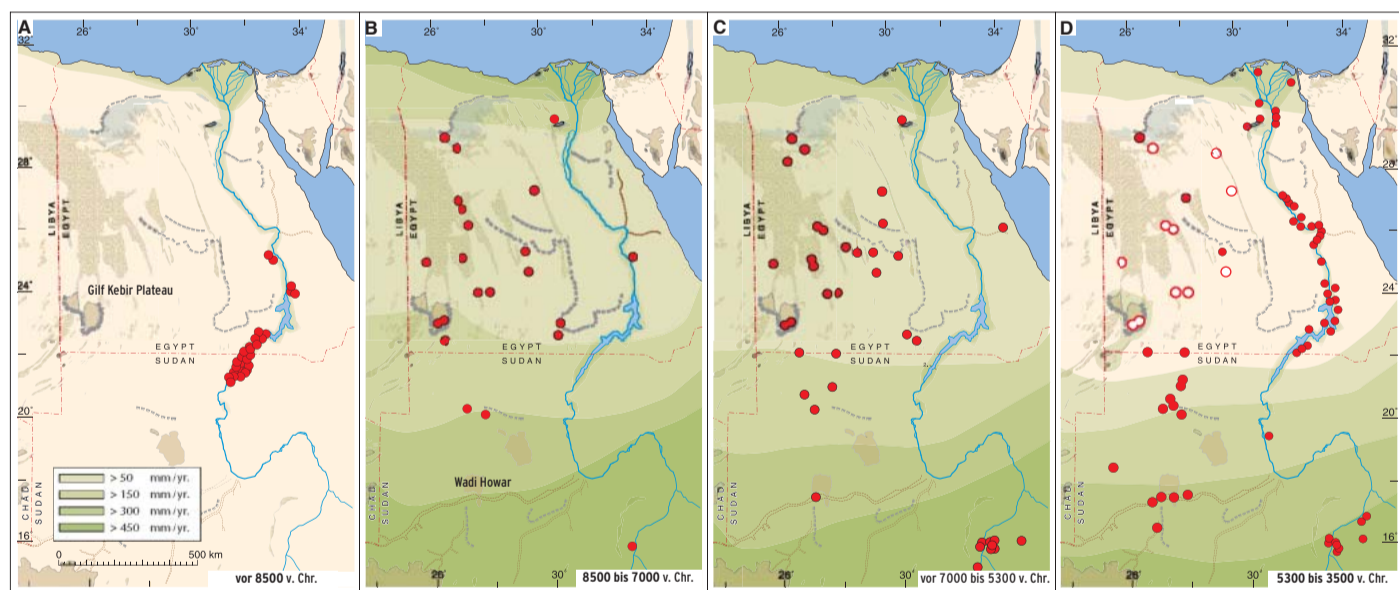 A
26˚
30˚
34˚
32˚
28˚
24˚
20˚
16˚
LIBYA
EGYPT
Gilf Kebir Plateau
EGYPT
SUDAN
CHAD
SUDAN
> 50 mm/yr.
> 150 mm/yr.
> 300 mm/yr.
> 450 mm/yr.
0 500 km
vor 8500 v. Chr.
B
26˚
30˚
34˚
LIBYA
EGYPT
EGYPT
SUDAN
Wadi Howar
CHAD
SUDAN
26˚
30˚
8500 bis 7000 v. Chr.
C
26˚
30˚
34˚
LIBYA
EGYPT
EGYPT
SUDAN
CHAD
SUDAN
26˚
30˚
vor 7000 bis 5300 v. Chr.
D
26˚
30˚
34˚
32˚
28˚
24˚
20˚
16˚
LIBYA
EGYPT
EGYPT
SUDAN
CHAD
SUDAN
26˚
30˚
5300 bis 3500 v. Chr.